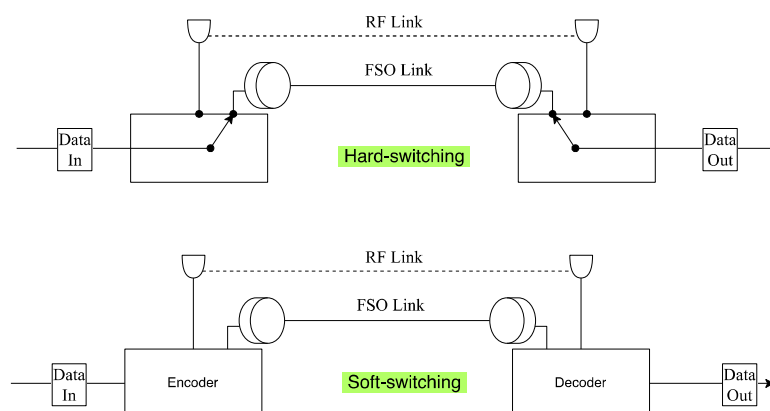 RF Link
FSO Link
Data
In
Hard-switching
Data
Out
RF Link
FSO Link
Data
In
Encoder
Soft-switching
Decoder
Data
Out